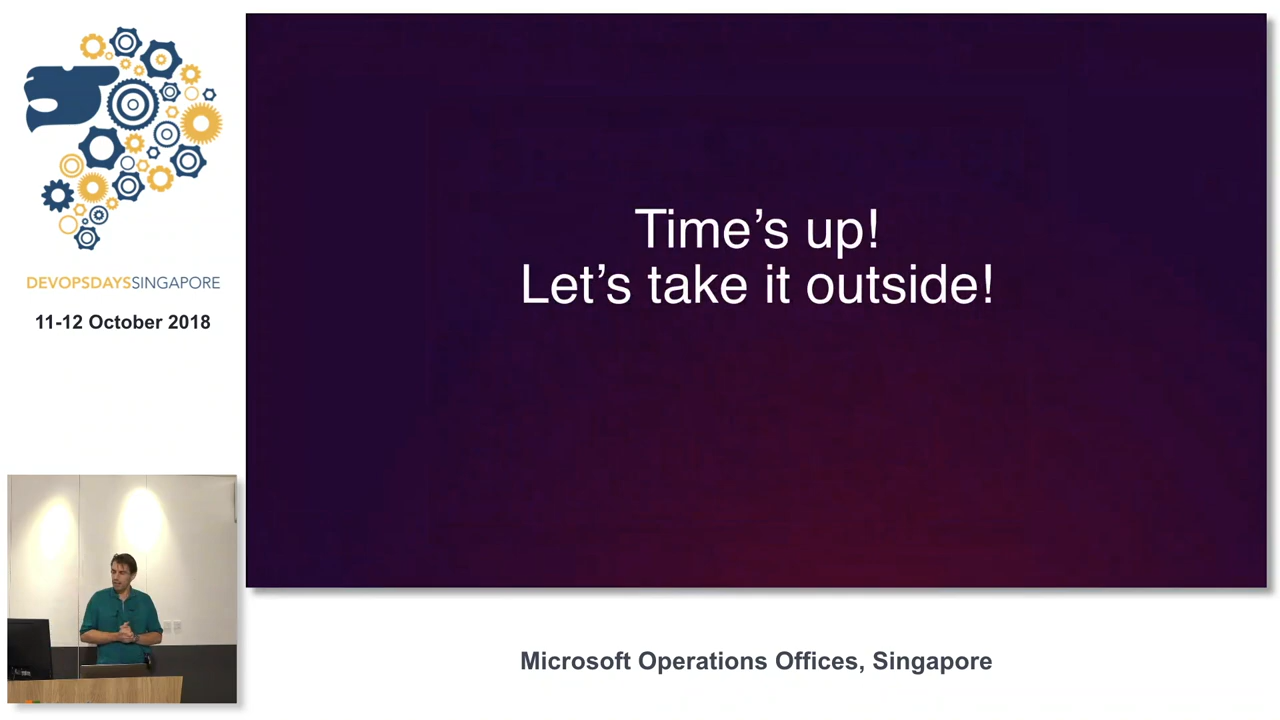 DEVOPSDAYSSINGAPORE
11-12 October 2018
Time’s up!
Let’s take it outside!
Microsoft Operations Offices, Singapore